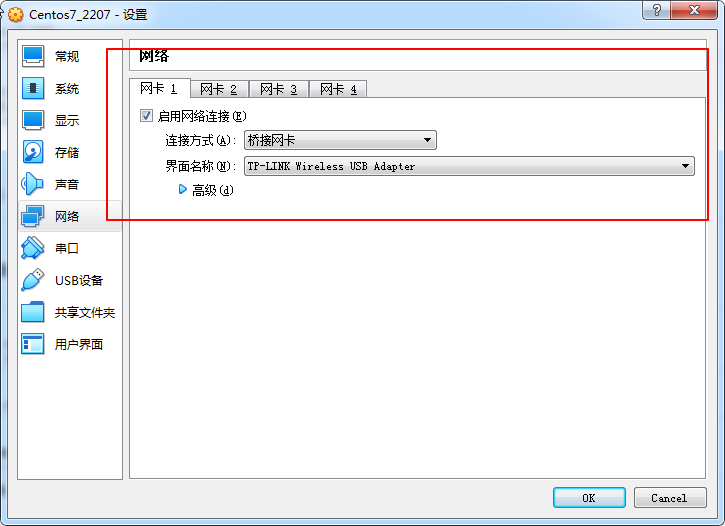 Centos7_2207 - 设置
?
常规
系统
显示
存储
声音
网络
串口
USB设备
共享文件夹
用户界面
网络
网卡 1 网卡 2 网卡 3 网卡 4
启用网络连接(E)
连接方式(A): 桥接网卡
界面名称(N): TP-LINK Wireless USB Adapter
高级(d)
OK Cancel